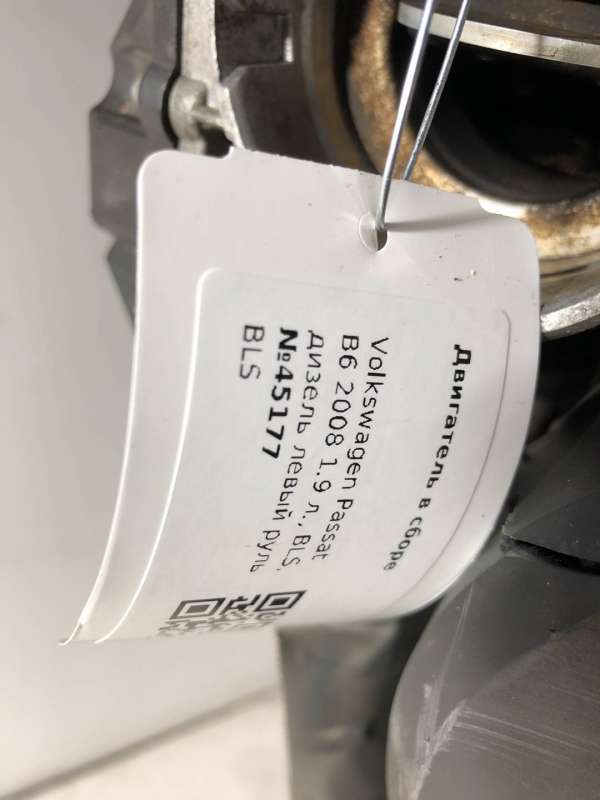 Двигатель в сборе
Volkswagen Passat
B6 2008 1.9 л., BLS,
дизель левый руль
№45177
BLS